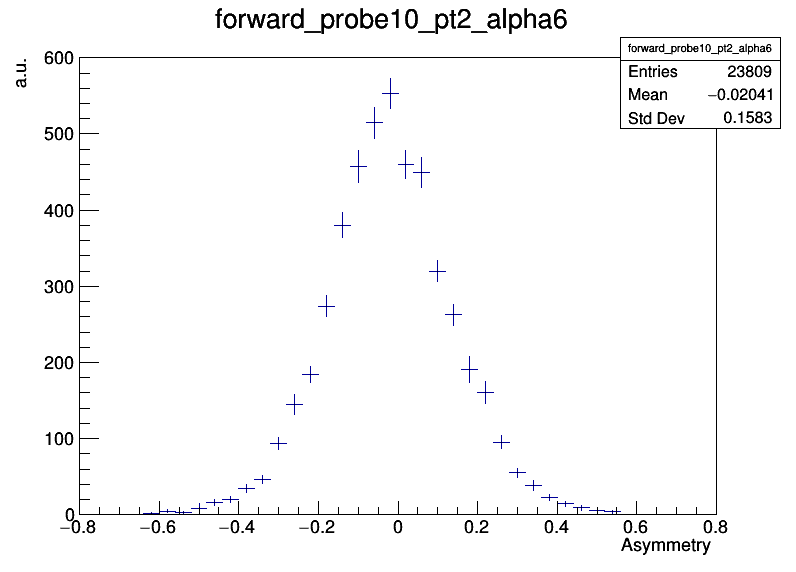 forward_probe10_pt2_alpha6
forward_probe10_pt2_alpha6
Entries 23809
Mean −0.02041
Std Dev 0.1583
a.u.
600
500
400
300
200
100
0
−0.8 −0.6 −0.4 −0.2 0 0.2 0.4 0.6 0.8
Asymmetry